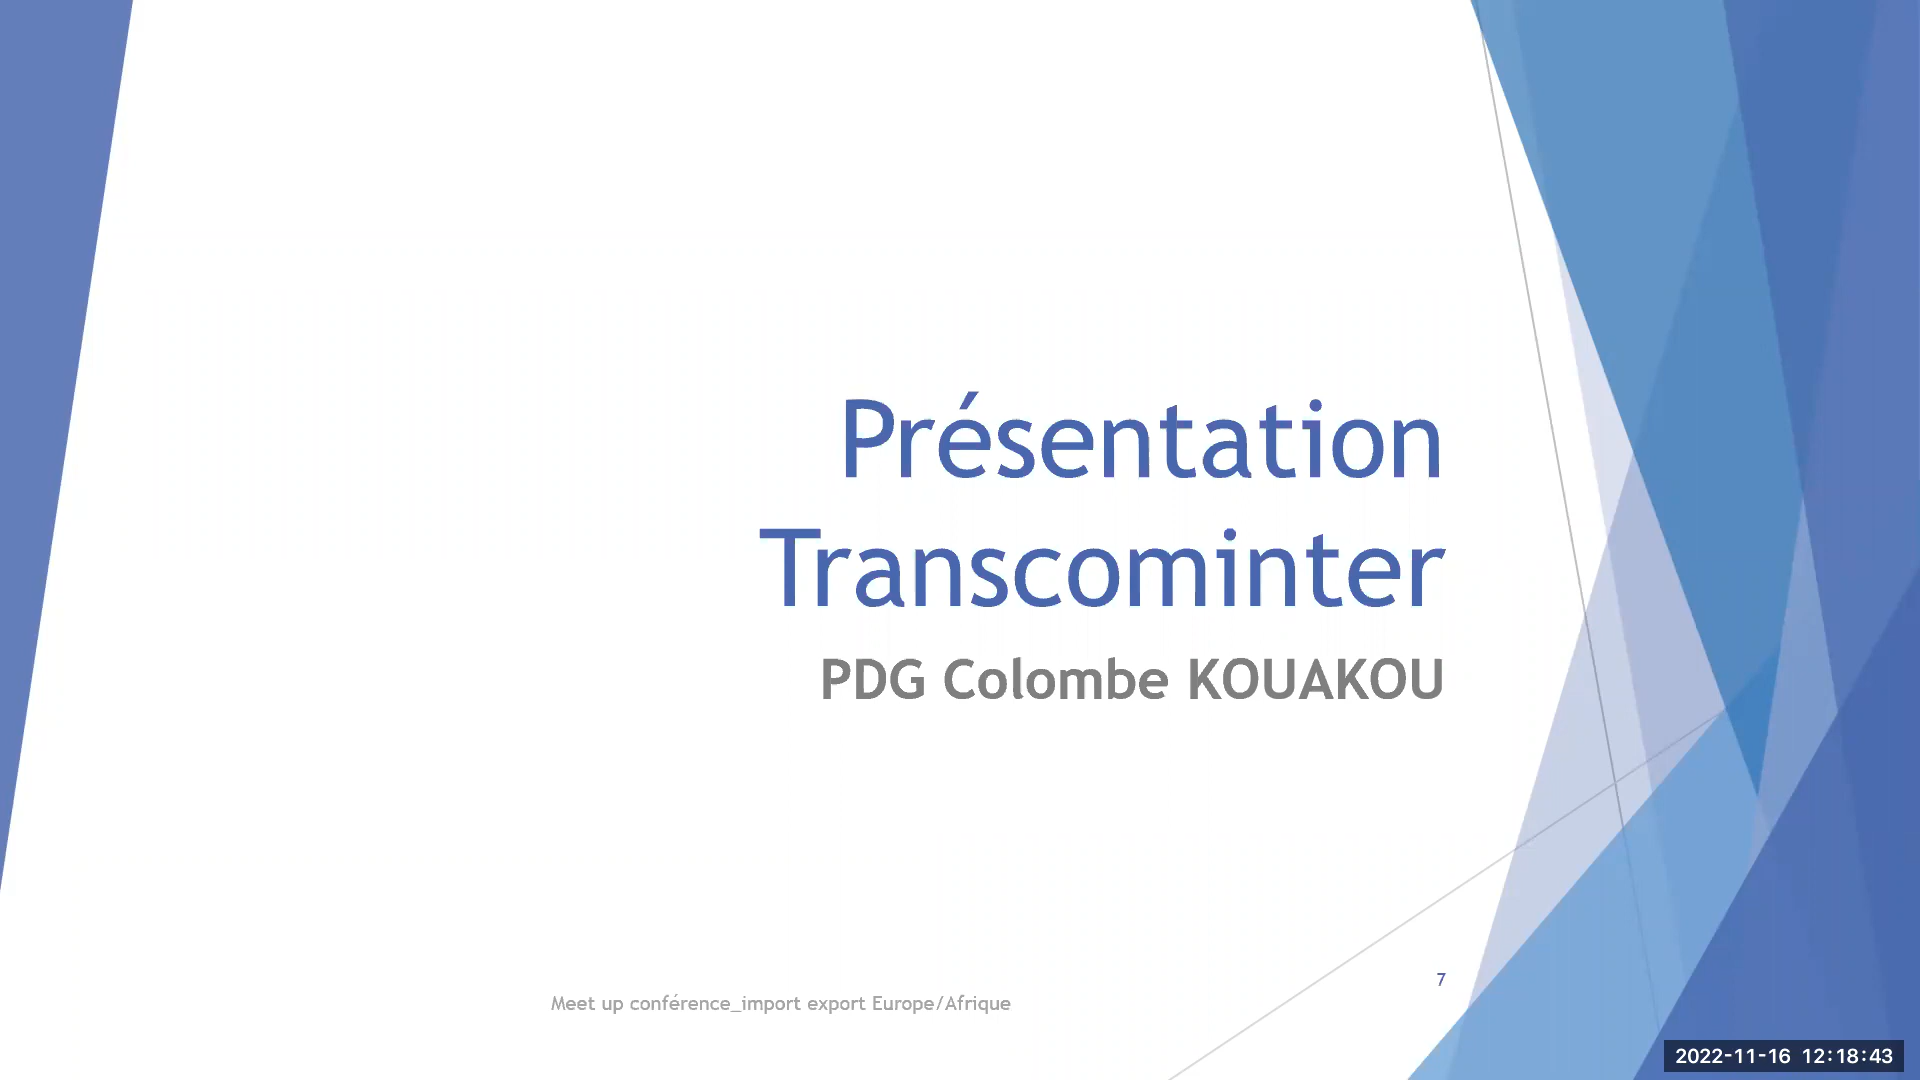 Présentation
Transcominter
PDG Colombe KOUAKOU
7
Meet up conférence_import export Europe/Afrique
2022-11-16 12:18:43